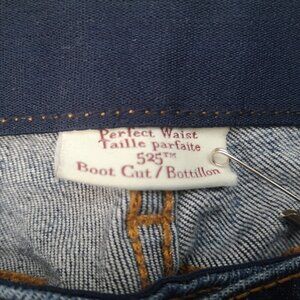 Perfect Waist
Taille parfaite
525™
Boot Cut / Bottillon